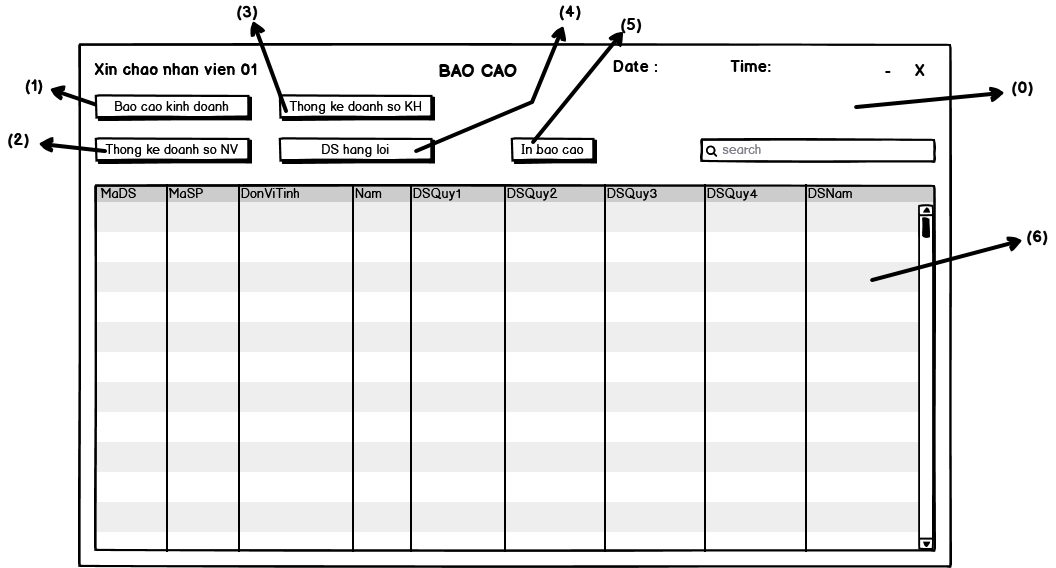 (3)
(4)
(5)
Xin chao nhan vien 01
BAO CAO
Date :
Time:
- X
(1)
Bao cao kinh doanh
Thong ke doanh so KH
(0)
(2)
Thong ke doanh so NV
DS hang loi
In bao cao
search
MaDS MaSP DonViTinh Nam DSQuy1 DSQuy2 DSQuy3 DSQuy4 DSNam
(6)